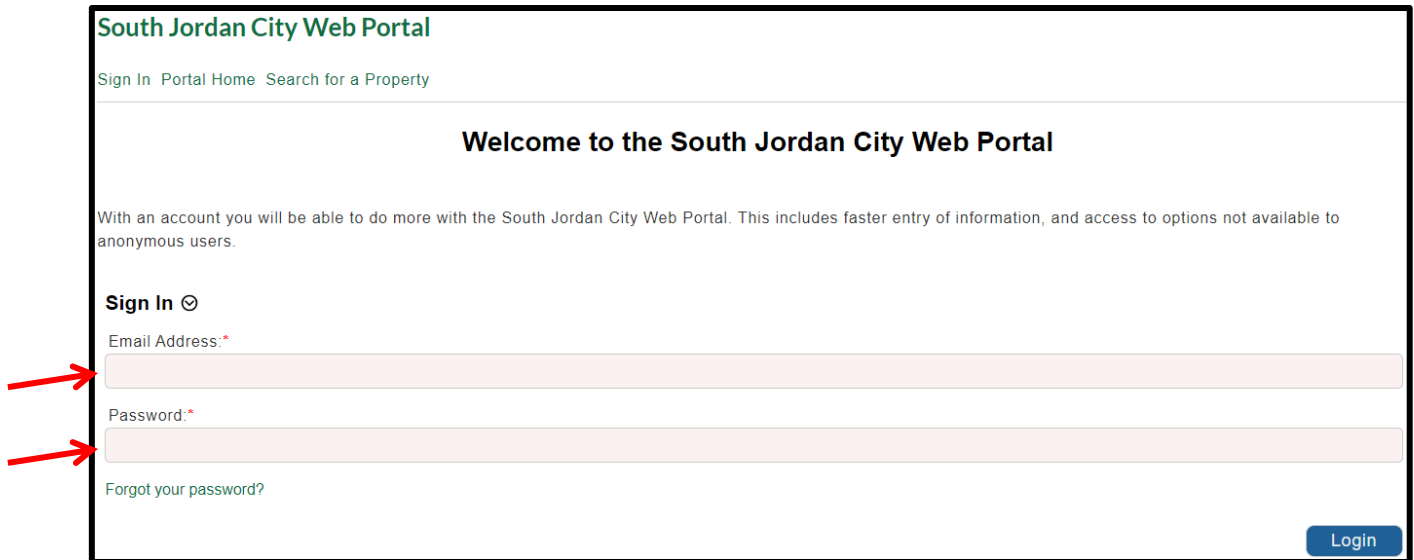 South Jordan City Web Portal
Sign In Portal Home Search for a Property
Welcome to the South Jordan City Web Portal
With an account you will be able to do more with the South Jordan City Web Portal. This includes faster entry of information, and access to options not available to
anonymous users.
Sign In
Email Address:*
Password:*
Forgot your password?
Login